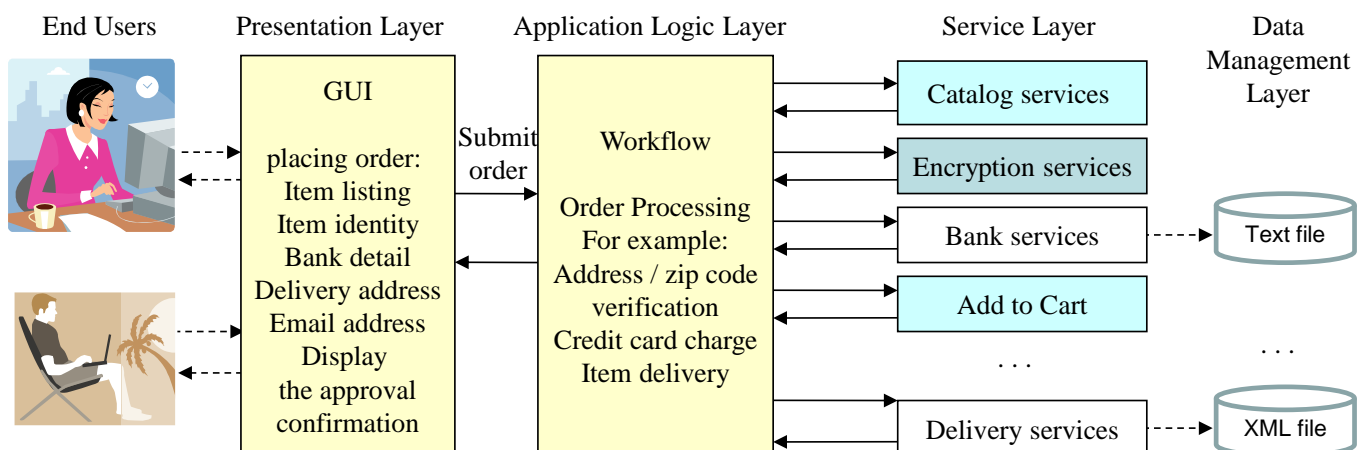 End Users
Presentation Layer
Application Logic Layer
Service Layer
Data
Management
Layer
GUI
placing order:
Item listing
Item identity
Bank detail
Delivery address
Email address
Display
the approval
confirmation
Submit
order
Workflow
Order Processing
For example:
Address / zip code
verification
Credit card charge
Item delivery
Catalog services
Encryption services
Bank services
Add to Cart
. . .
Delivery services
Text file
. . .
XML file